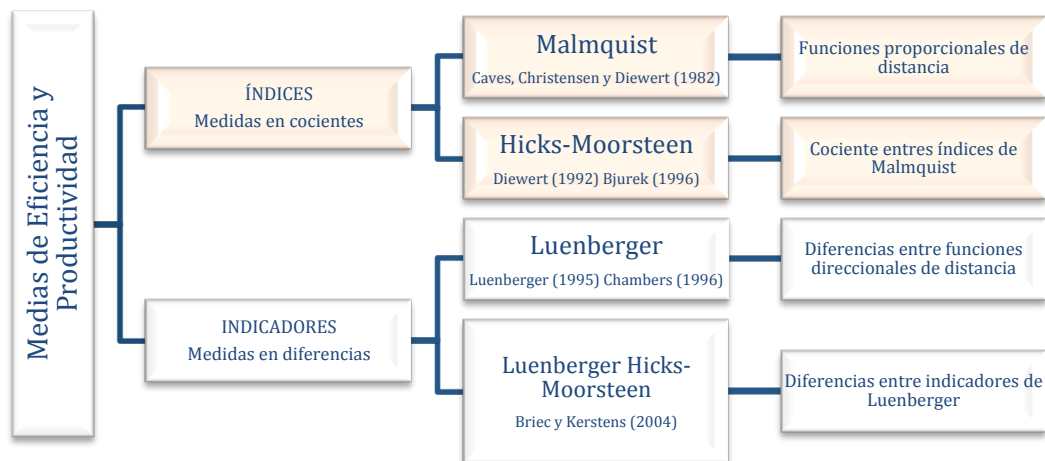 Medias de Eficiencia y
Productividad
ÍNDICES
Medidas en cocientes
Malmquist
Caves, Christensen y Diewert (1982)
Funciones proporcionales de
distancia
Hicks-Moorsteen
Diewert (1992) Bjurek (1996)
Cociente entres índices de
Malmquist
INDICADORES
Medidas en diferencias
Luenberger
Luenberger (1995) Chambers (1996)
Diferencias entre funciones
direccionales de distancia
Luenberger Hicks-
Moorsteen
Briec y Kerstens (2004)
Diferencias entre indicadores de
Luenberger